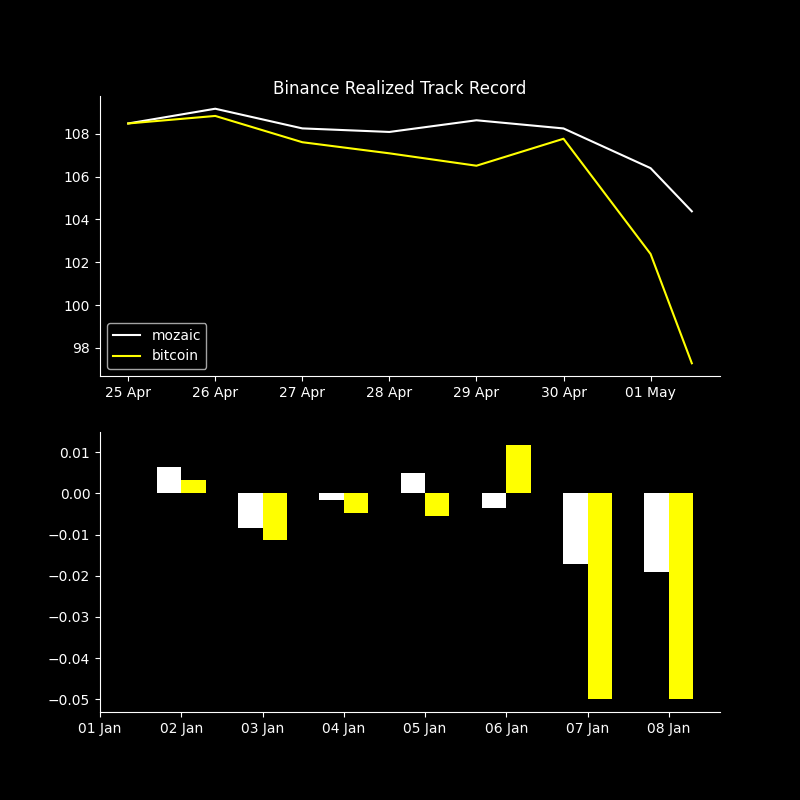 Binance Realized Track Record
108
106
104
102
100
98
mozaic
bitcoin
25 Apr 26 Apr 27 Apr 28 Apr 29 Apr 30 Apr 01 May
0.01
0.00
−0.01
−0.02
−0.03
−0.04
−0.05
01 Jan 02 Jan 03 Jan 04 Jan 05 Jan 06 Jan 07 Jan 08 Jan